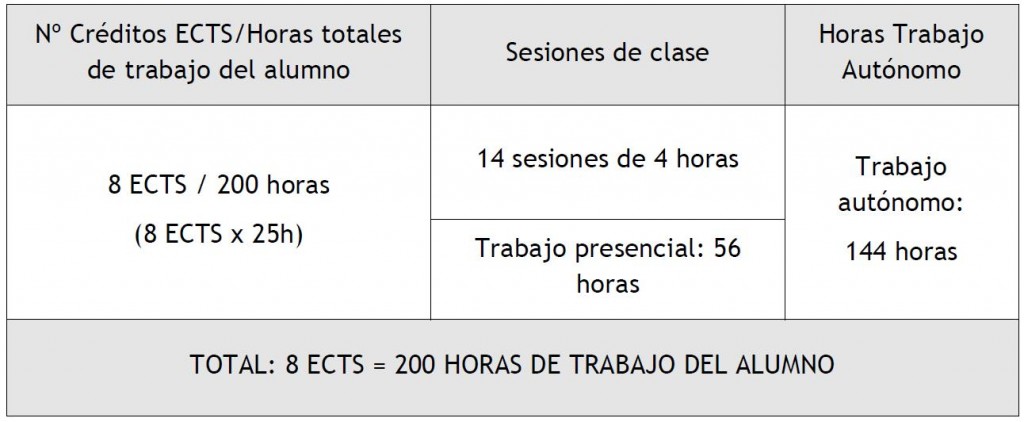 Nº Créditos ECTS/Horas totales
de trabajo del alumno
Sesiones de clase
Horas Trabajo
Autónomo
8 ECTS / 200 horas
(8 ECTS x 25h)
14 sesiones de 4 horas
Trabajo presencial: 56
horas
Trabajo
autónomo:
144 horas
TOTAL: 8 ECTS = 200 HORAS DE TRABAJO DEL ALUMNO